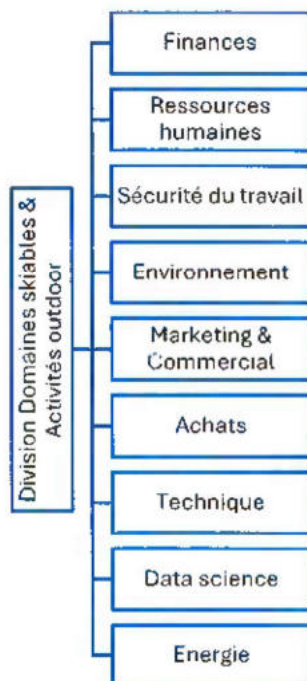 Finances
Ressources
humaines
Sécurité du travail
Division Domaines skiables &
Activités outdoor
Environnement
Marketing &
Commercial
Achats
Technique
Data science
Energie